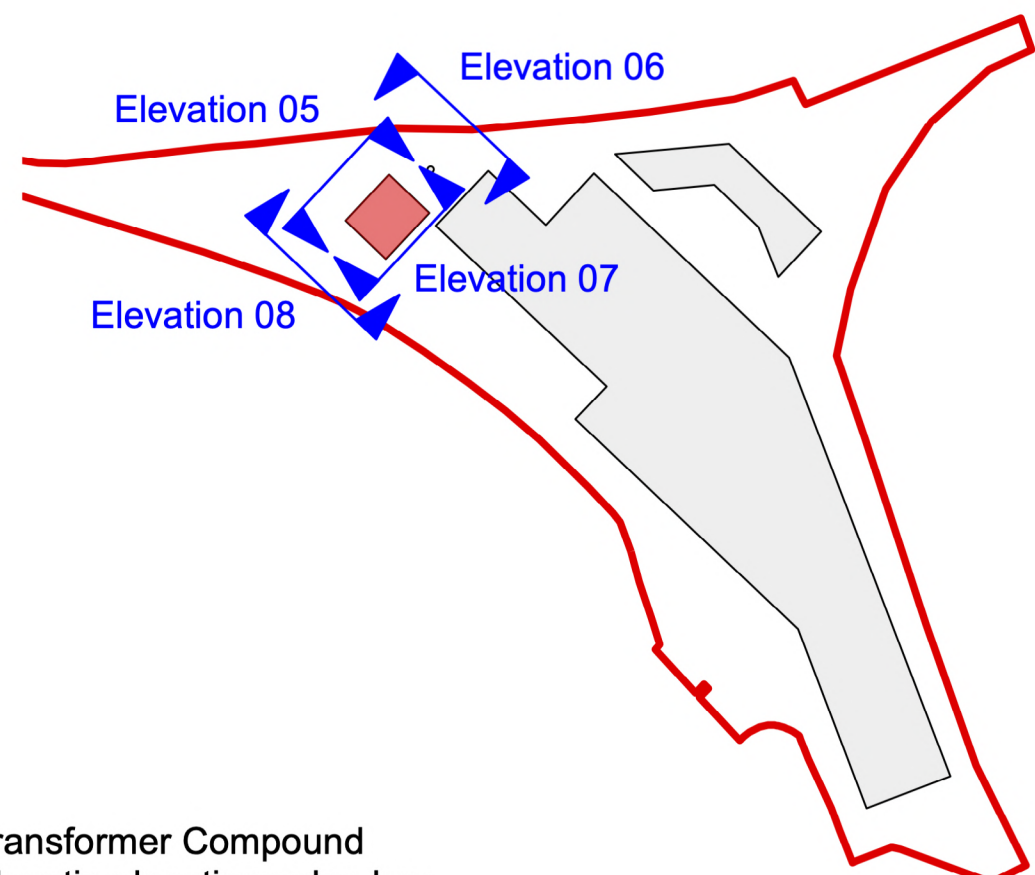 Elevation 06
Elevation 05
Elevation 07
Elevation 08
ransformer Compound